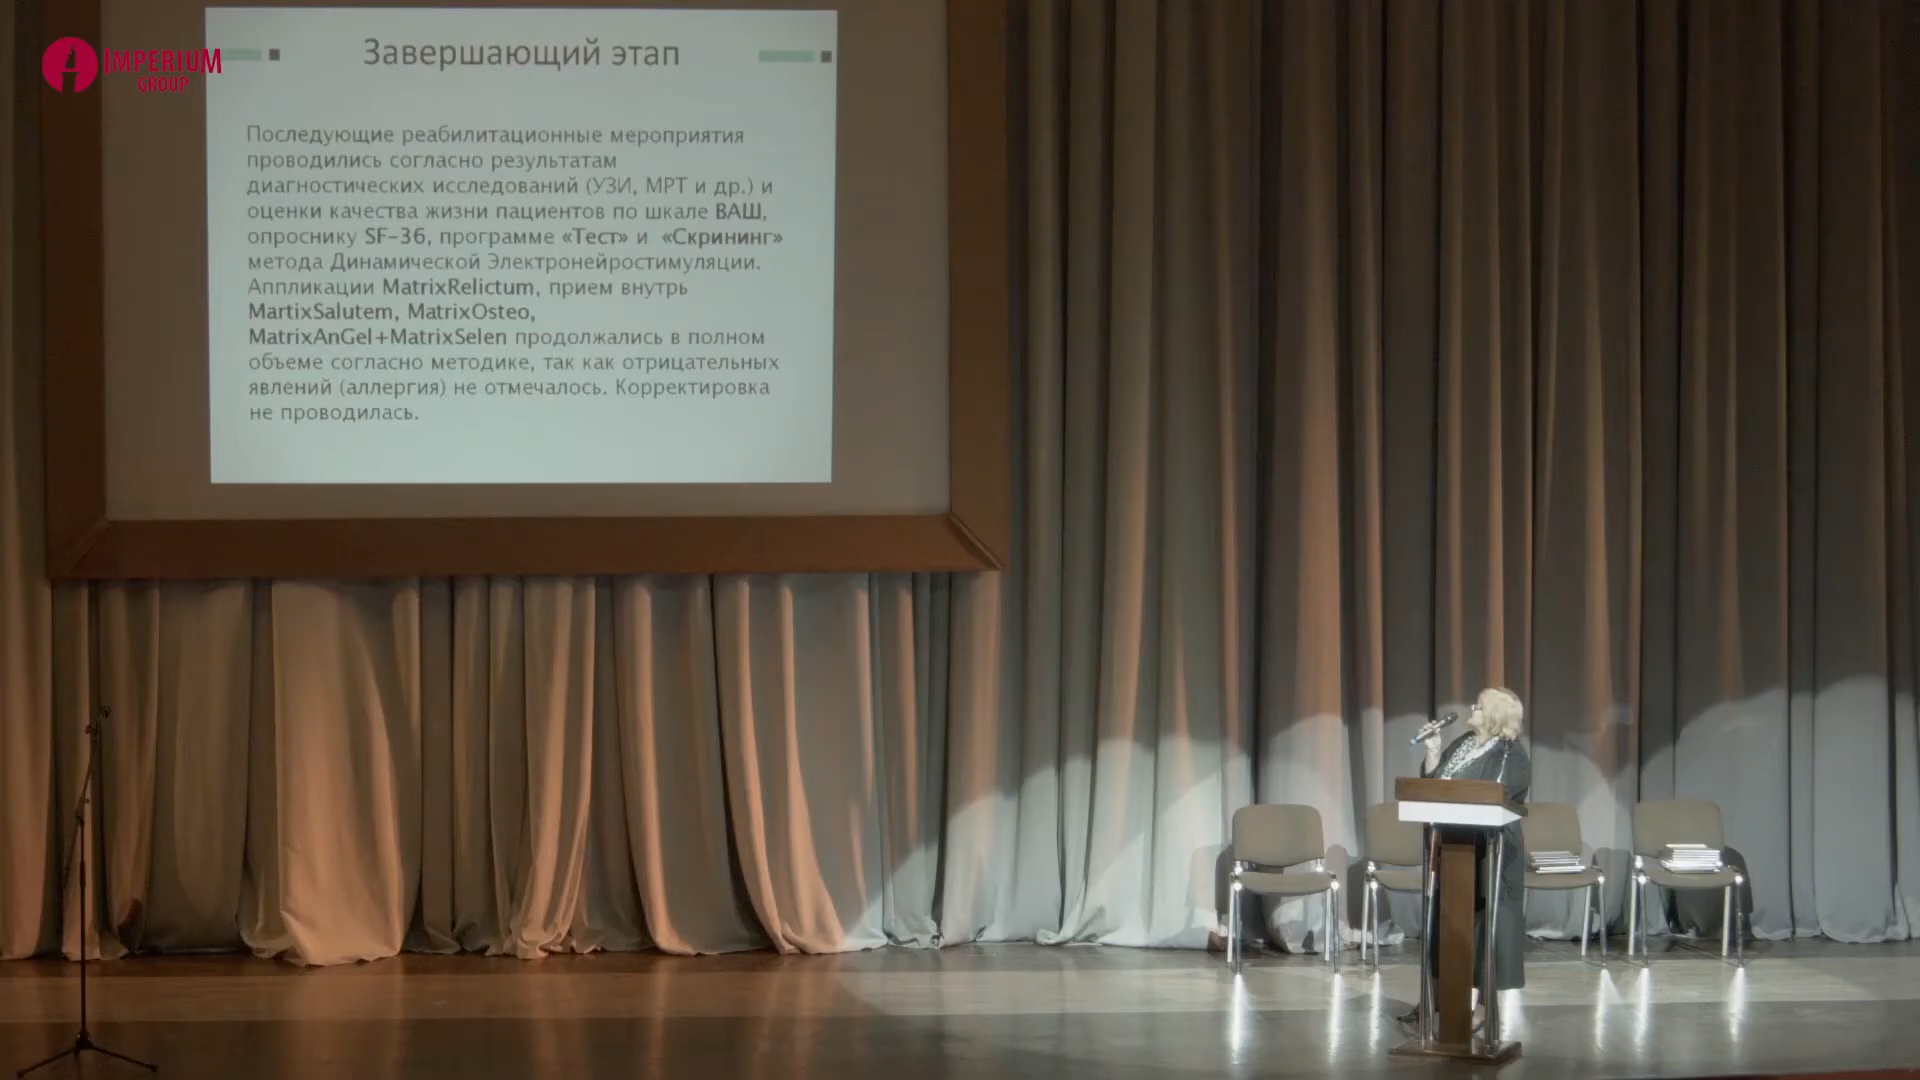 IMPERIUM
GROUP
Завершающий этап
Последующие реабилитационные мероприятия
проводились согласно результатам
диагностических исследований (УЗИ, МРТ и др.) и
оценки качества жизни пациентов по шкале ВАШ,
опроснику SF-36, программе «Тест» и «Скрининг»
метода Динамической Электронейростимуляции.
Аппликации MatrixRelictum, прием внутрь
MartixSalutem, MatrixOsteo,
MatrixAnGel+MatrixSelen продолжались в полном
объеме согласно методике, так как отрицательных
явлений (аллергия) не отмечалось. Корректировка
не проводилась.